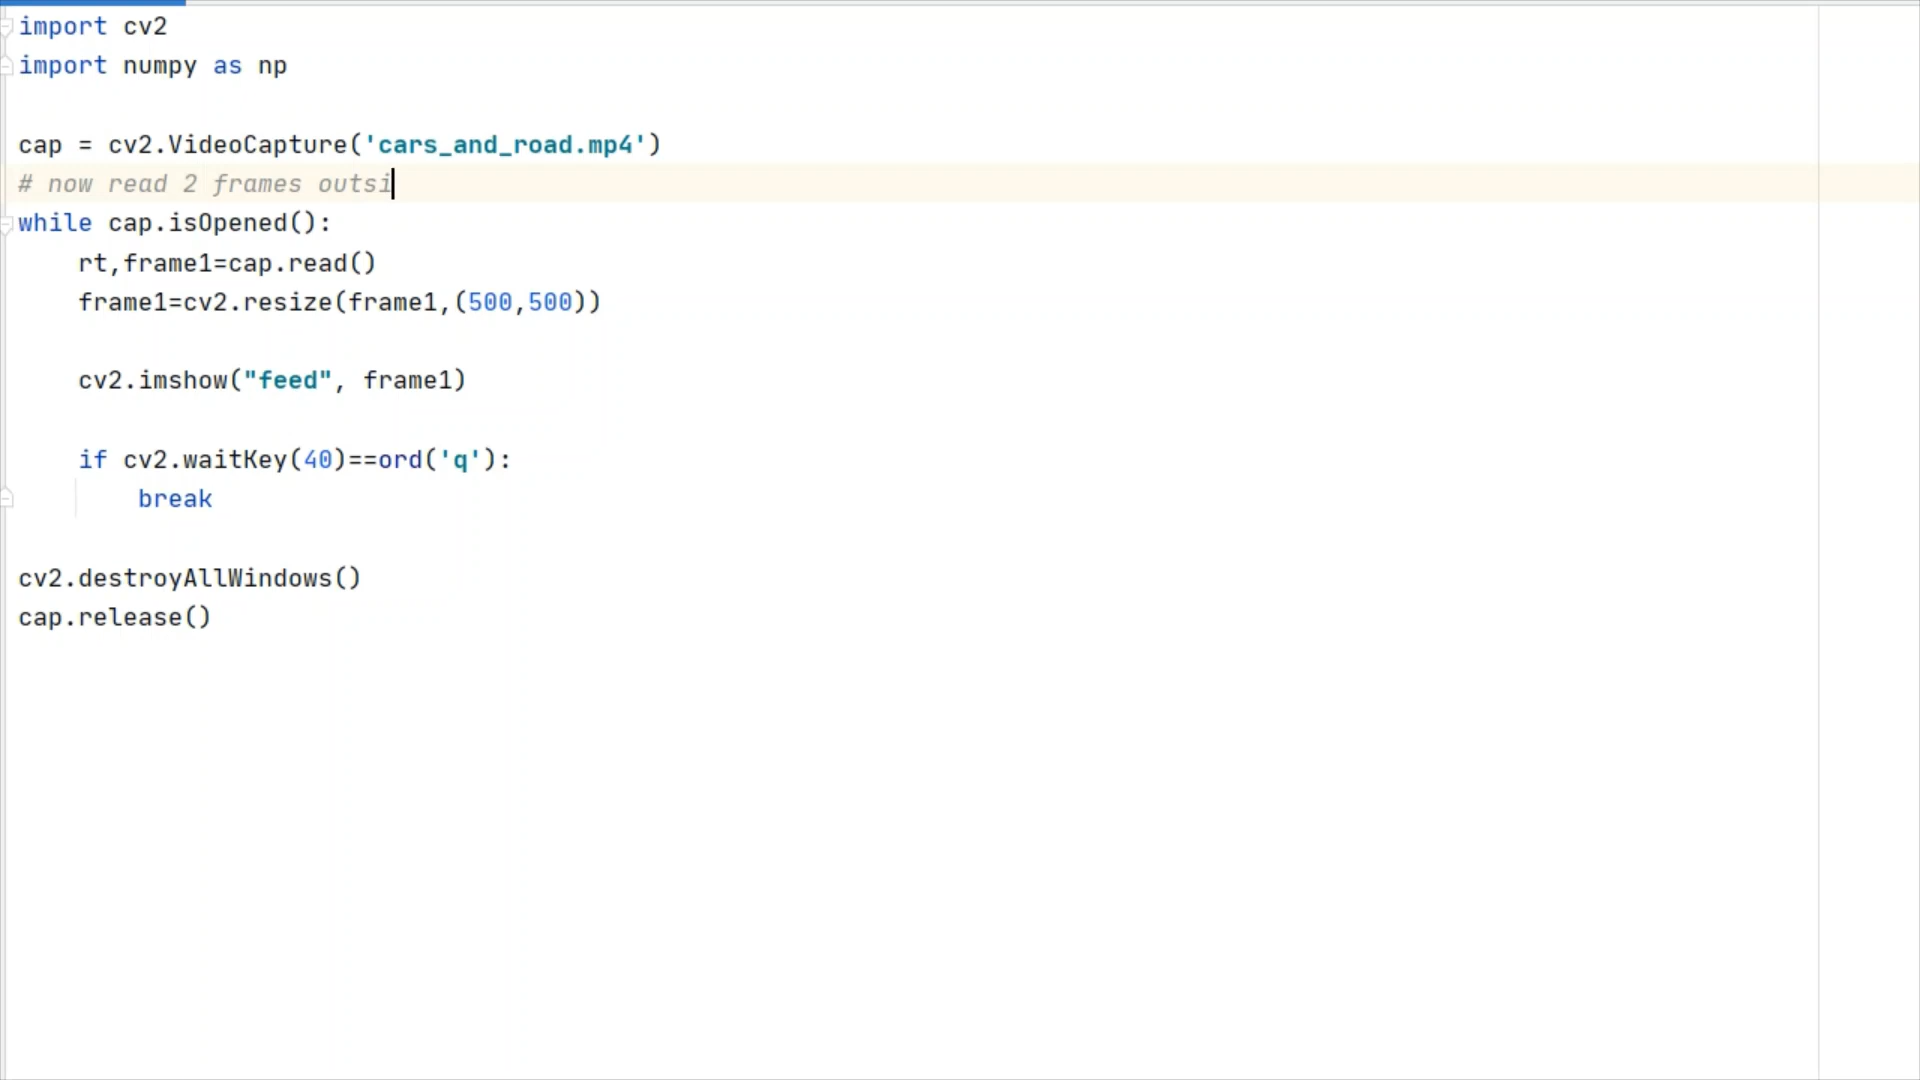 import cv2
import numpy as np
cap = cv2.VideoCapture('cars_and_road.mp4')
# now read 2 frames outsi
while cap.isOpened():
    rt,frame1=cap.read()
    frame1=cv2.resize(frame1,(500,500))
    cv2.imshow("feed", frame1)
    if cv2.waitKey(40)==ord('q'):
        break
cv2.destroyAllWindows()
cap.release()